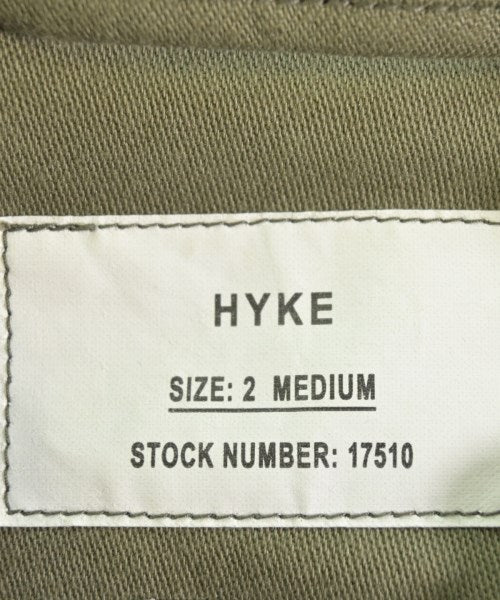 HYKE
SIZE: 2 MEDIUM
STOCK NUMBER: 17510